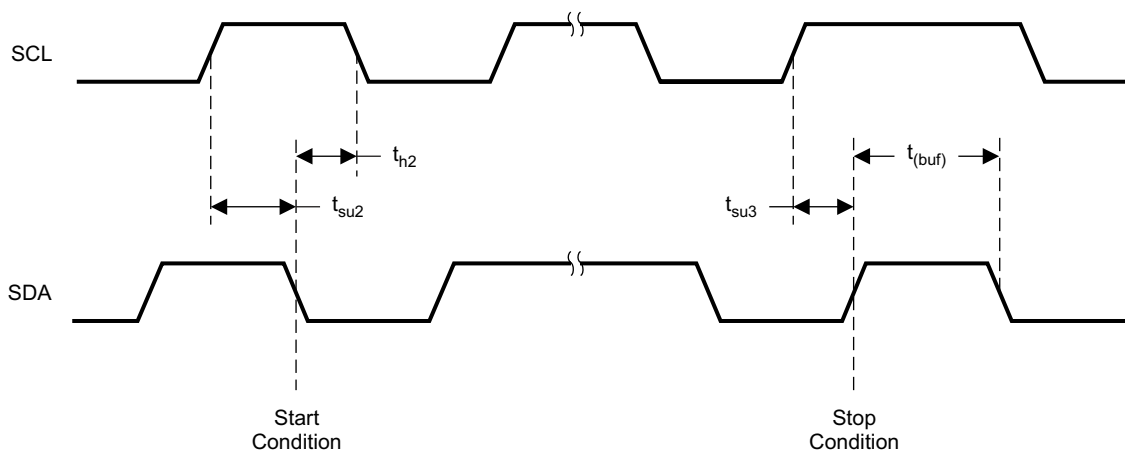 SCL
t_h2
t_(buf)
t_su2
t_su3
SDA
Start
Condition
Stop
Condition